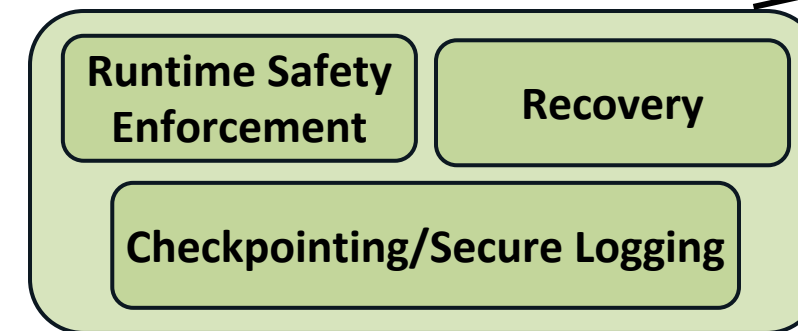 Runtime Safety
Enforcement
Recovery
Checkpointing/Secure Logging